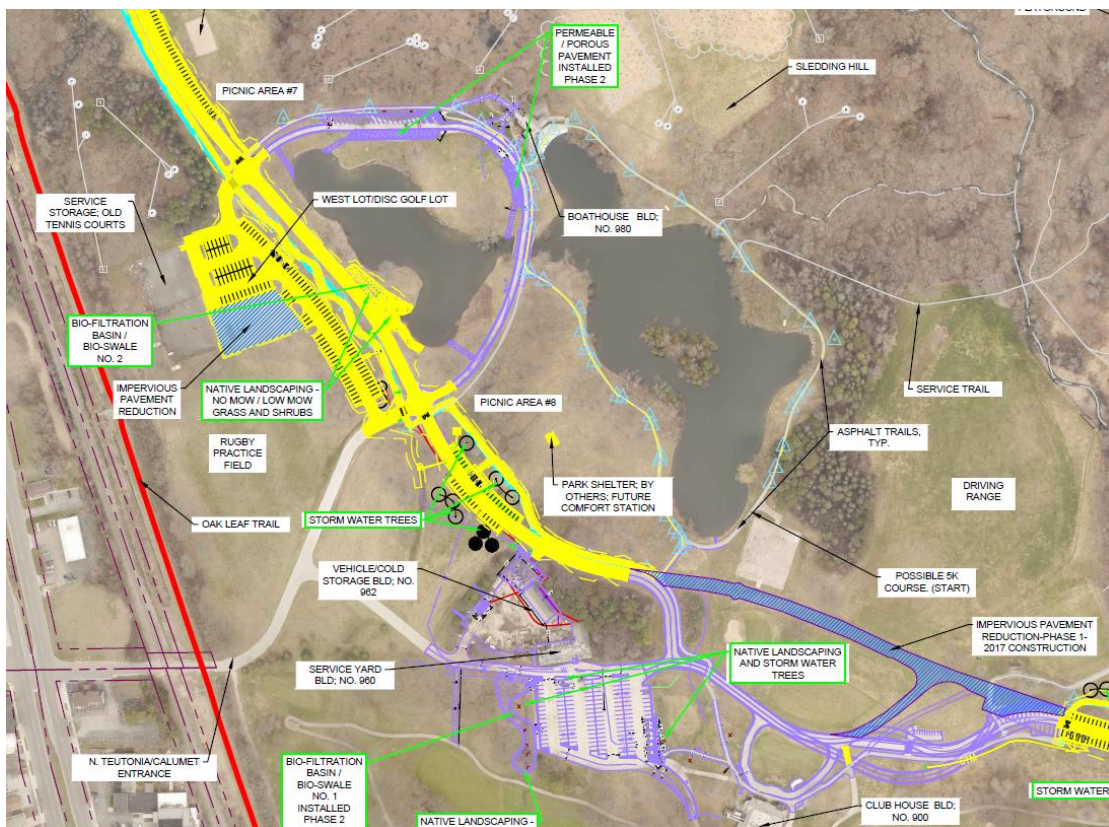 PERMEABLE
/ POROUS
PAVEMENT
INSTALLED
PHASE 2
SLEDDING HILL
PICNIC AREA #7
SERVICE
STORAGE; OLD
TENNIS COURTS
WEST LOT/DISC GOLF LOT
BOATHOUSE BLD;
NO. 980
BIO-FILTRATION
BASIN /
BIO-SWALE
NO. 2
IMPERVIOUS
PAVEMENT
REDUCTION
NATIVE LANDSCAPING -
NO MOW / LOW MOW
GRASS AND SHRUBS
PICNIC AREA #8
SERVICE TRAIL
ASPHALT TRAILS,
TYP.
RUGBY
PRACTICE
FIELD
PARK SHELTER; BY
OTHERS; FUTURE
COMFORT STATION
DRIVING
RANGE
OAK LEAF TRAIL
STORM WATER TREES
VEHICLE/COLD
STORAGE BLD; NO.
962
POSSIBLE 5K
COURSE. (START)
IMPERVIOUS PAVEMENT
REDUCTION-PHASE 1-
2017 CONSTRUCTION
SERVICE YARD
BLD; NO. 960
NATIVE LANDSCAPING
AND STORM WATER
TREES
N. TEUTONIA/CALUMET
ENTRANCE
BIO-FILTRATION
BASIN /
BIO-SWALE
NO. 1
INSTALLED
PHASE 2
STORM WATER
CLUB HOUSE BLD;
NO. 900
NATIVE LANDSCAPING -